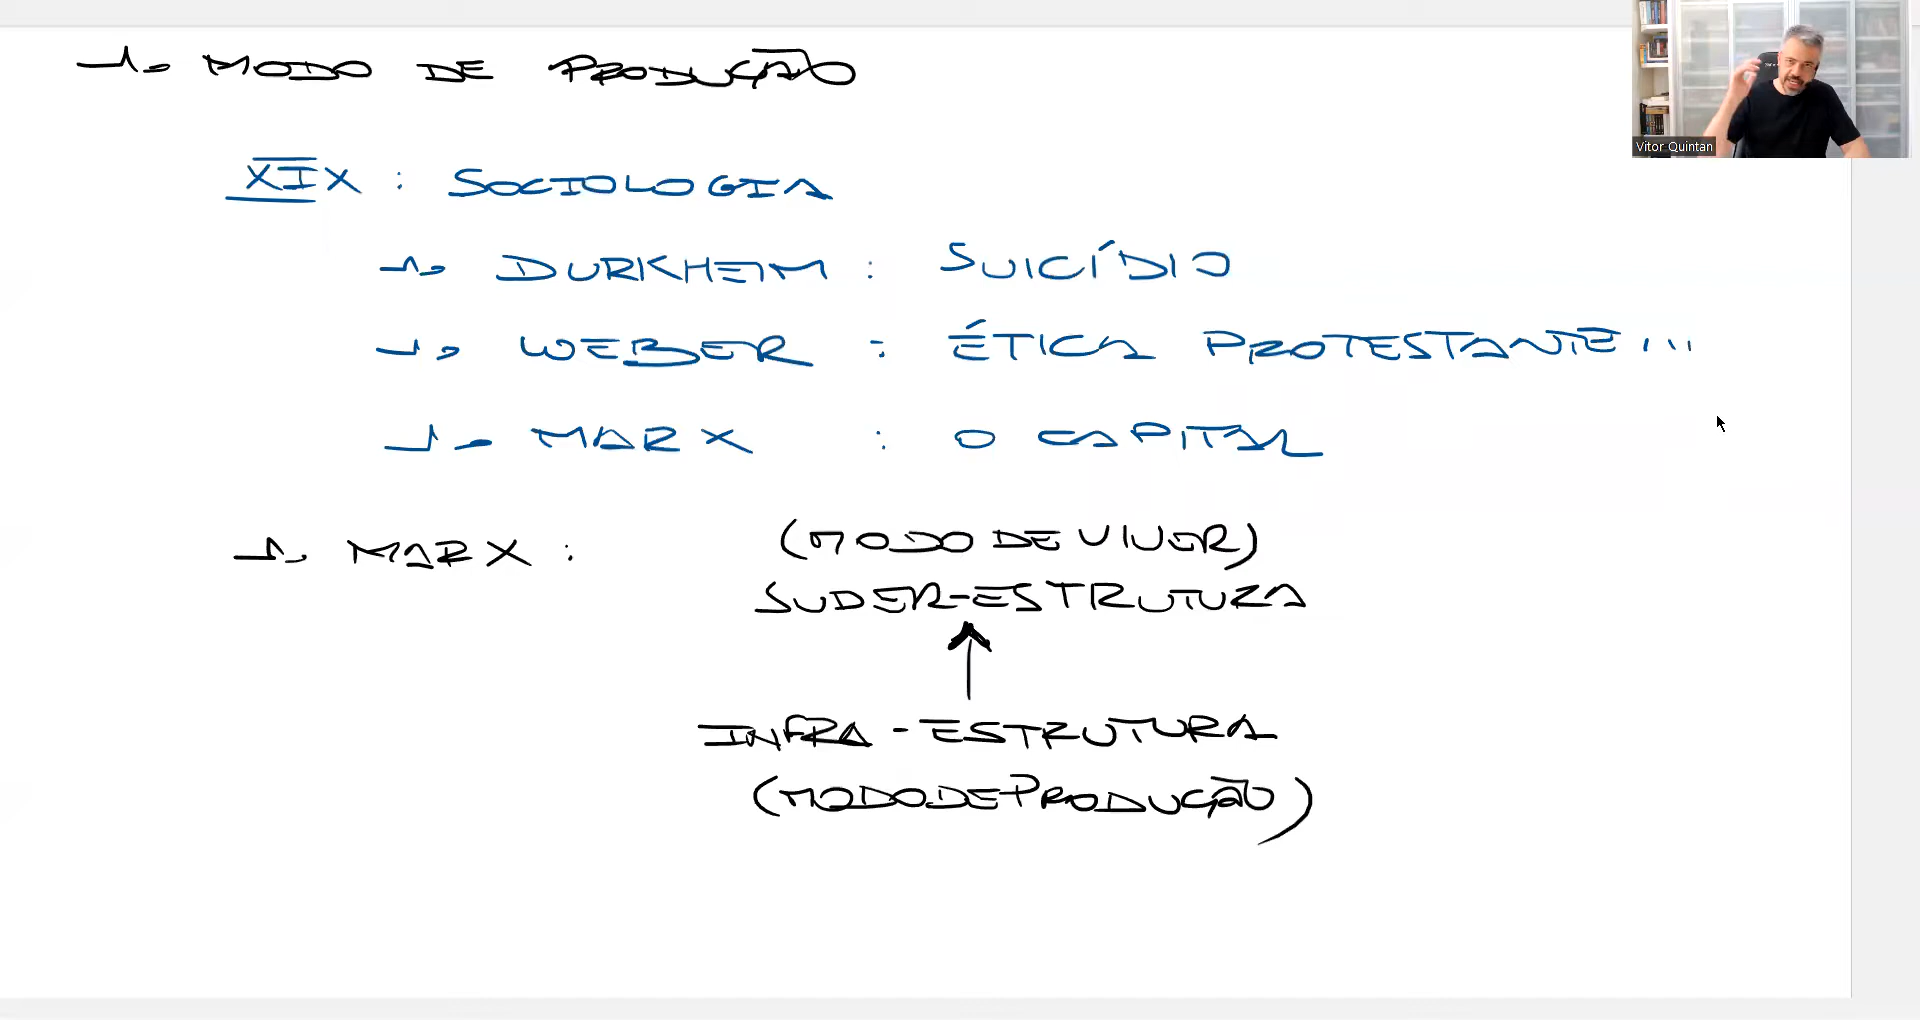 MODO DE PRODUÇÃO
Vitor Quintan
XIX : SOCIOLOGIA
DURKHEIM : SUICÍDIO
WEBER : ÉTICA PROTESTANTE ...
MARX : O CAPITAL
MARX : (MODO DE VIVER)
SUPER-ESTRUTURA
INFRA-ESTRUTURA
(MODO DE PRODUÇÃO)